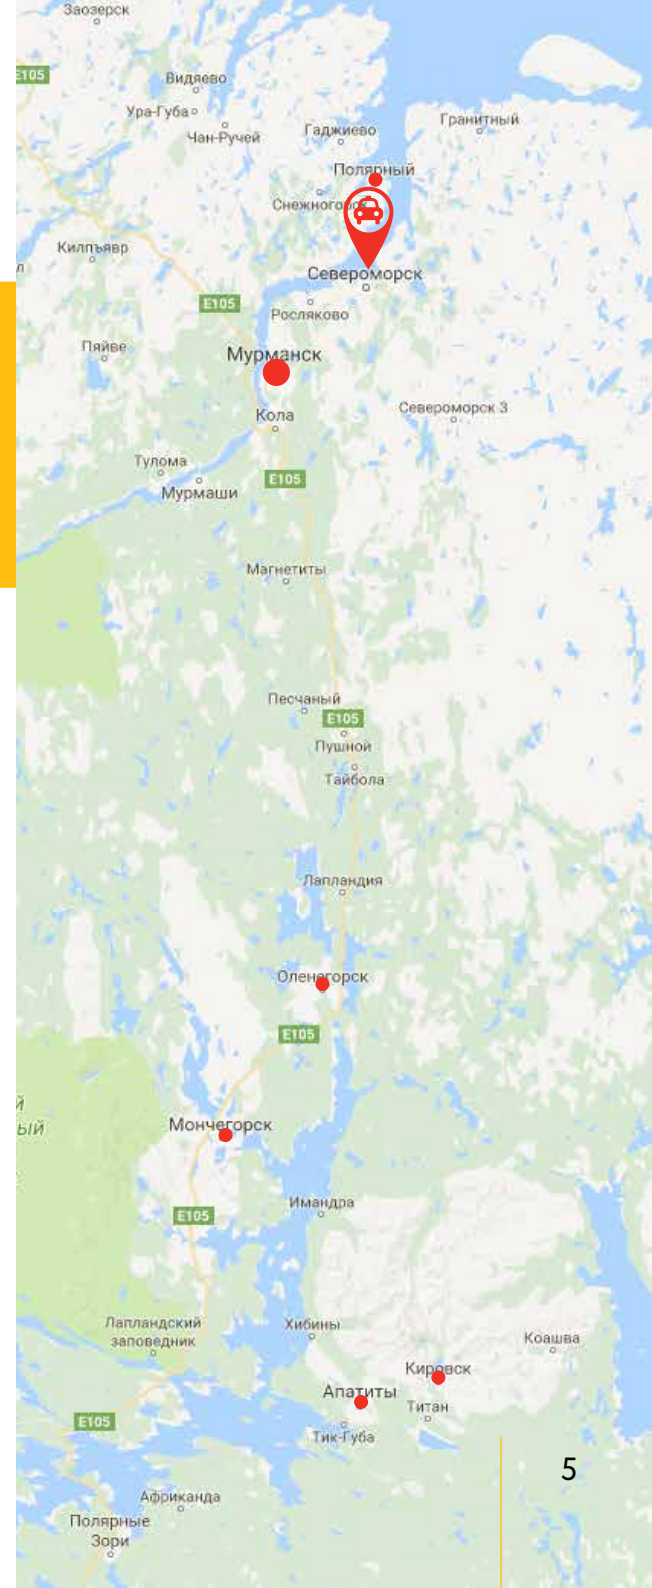 Заозерск
E105
Видяево
Ура-Губа
Чан-Ручей
Гаджиево
Гранитный
Полярный
Снежногорск
Килпъявр
л
Североморск
E105
Росляково
Пяйве
Мурманск
Североморск 3
Кола
Тулома
E105
Мурмаши
Магнетиты
Песчаный
E105
Пушной
Тайбола
Лапландия
Оленегорск
E105
й
ый
Мончегорск
Имандра
E105
Лапландский
заповедник
Хибины
Коашва
Кировск
Апатиты
Титан
E105
Тик-Губа
5
Африканда
Полярные
Зори